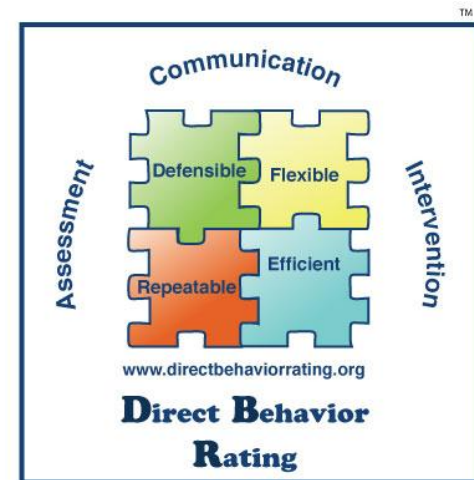 TM
Communication
Assessment
Intervention
Defensible
Flexible
Repeatable
Efficient
www.directbehaviorrating.org
Direct Behavior
Rating